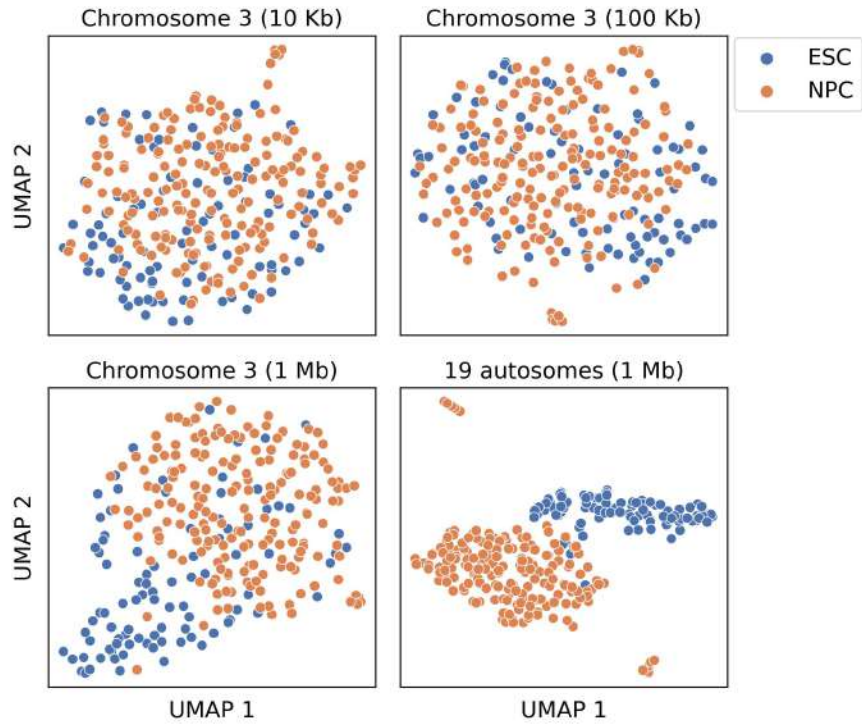 Chromosome 3 (10 Kb)
Chromosome 3 (100 Kb)
ESC
NPC
UMAP 2
Chromosome 3 (1 Mb)
19 autosomes (1 Mb)
UMAP 2
UMAP 1
UMAP 1